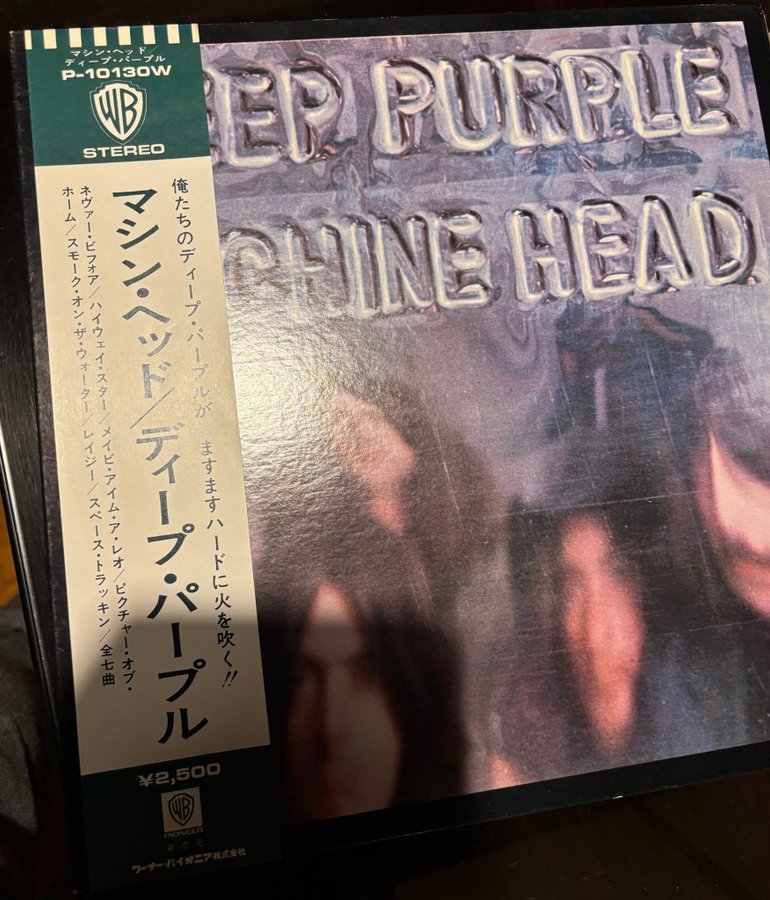 マシン・ヘッド/
ディープ・パープル
P-10130W
WB
STEREO
俺たちのディープ・パープルが ますますハードに火を吹く!!
マシン・ヘッド/ディープ・パープル
ネヴァー・ビフォア/ハイウェイ・スター/メイビ・アイム・ア・レオ/ピクチャー・オブ・
ホーム/スモーク・オン・ザ・ウォーター/レイジー/スペース・トラッキン/全七曲
¥2,500
WB
PIONEER
発売元
ワーナー・パイオニア株式会社
EEP PURPLE
CHINE HEAD